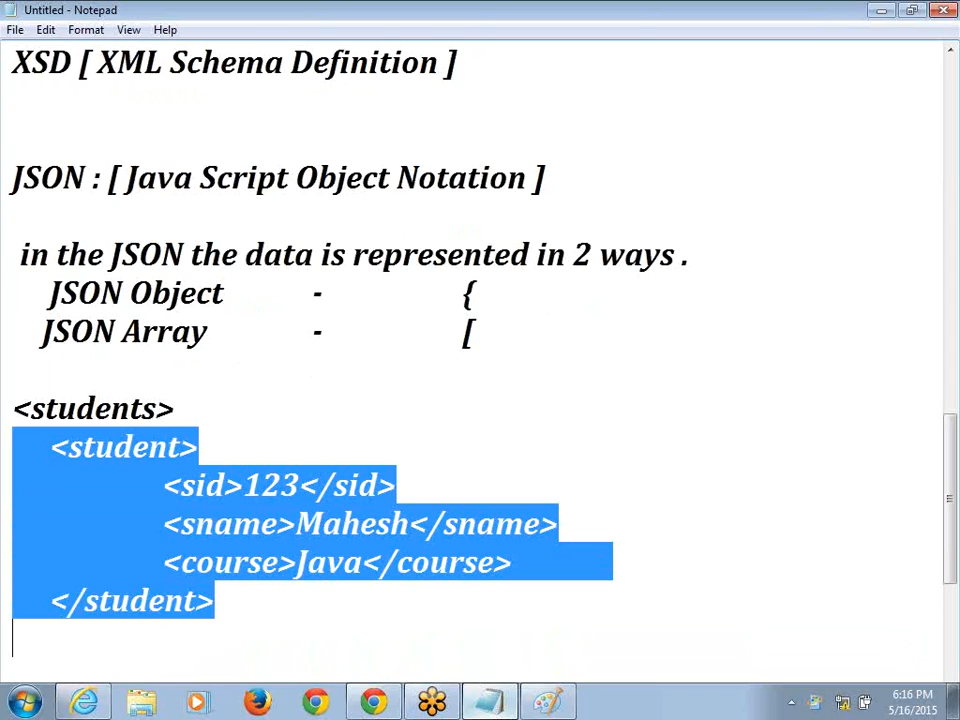 Untitled - Notepad
File Edit Format View Help
XSD [ XML Schema Definition ]
JSON : [ Java Script Object Notation ]
in the JSON the data is represented in 2 ways .
JSON Object - {
JSON Array - [
<students>
<student>
<sid>123</sid>
<sname>Mahesh</sname>
<course>Java</course>
</student>
6:16 PM
5/16/2015